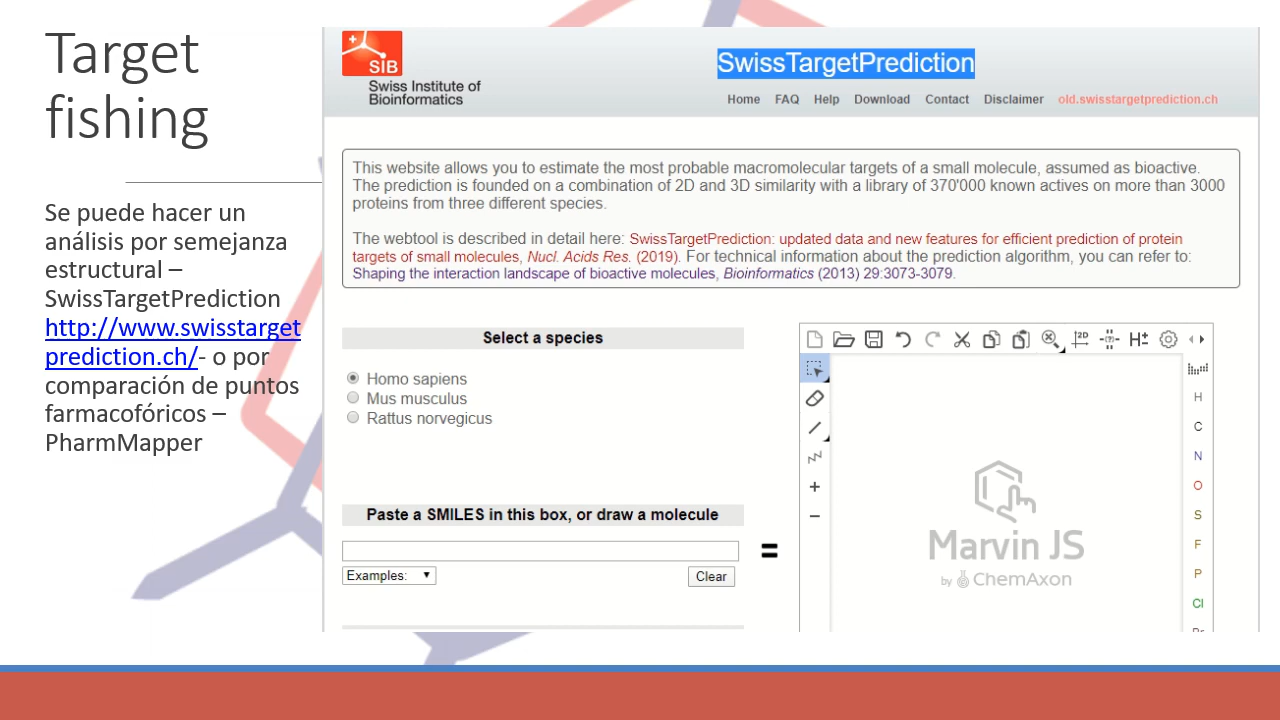 Target
fishing
Se puede hacer un
análisis por semejanza
estructural –
SwissTargetPrediction
http://www.swisstarget
prediction.ch/- o por
comparación de puntos
farmacofóricos –
PharmMapper
SIB
Swiss Institute of
Bioinformatics
SwissTargetPrediction
Home FAQ Help Download Contact Disclaimer old.swisstargetprediction.ch
This website allows you to estimate the most probable macromolecular targets of a small molecule, assumed as bioactive.
The prediction is founded on a combination of 2D and 3D similarity with a library of 370'000 known actives on more than 3000
proteins from three different species.
The webtool is described in detail here: SwissTargetPrediction: updated data and new features for efficient prediction of protein
targets of small molecules, Nucl. Acids Res. (2019). For technical information about the prediction algorithm, you can refer to:
Shaping the interaction landscape of bioactive molecules, Bioinformatics (2013) 29:3073-3079.
Select a species
Homo sapiens
Mus musculus
Rattus norvegicus
Paste a SMILES in this box, or draw a molecule
Examples:
Clear
=
2D [?] H±
H
C
N
O
S
F
P
Cl
Br
Marvin JS
by ChemAxon